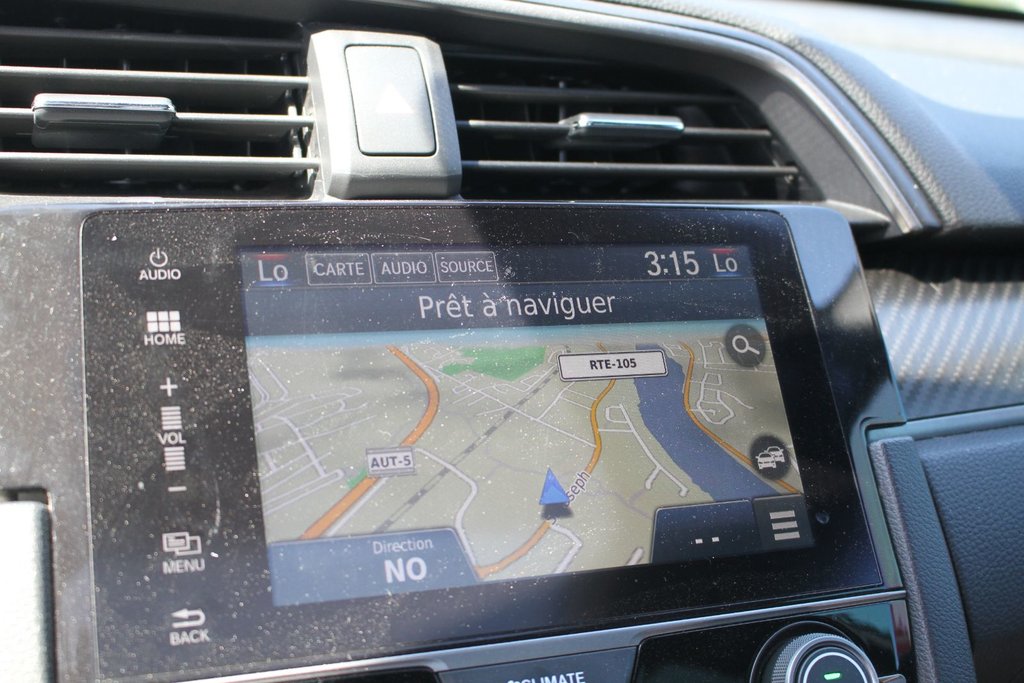 AUDIO
HOME
+
VOL
−
MENU
BACK
Lo CARTE AUDIO SOURCE 3:15 Lo
Prêt à naviguer
RTE-105
AUT-5
Direction
NO
--
CLIMATE